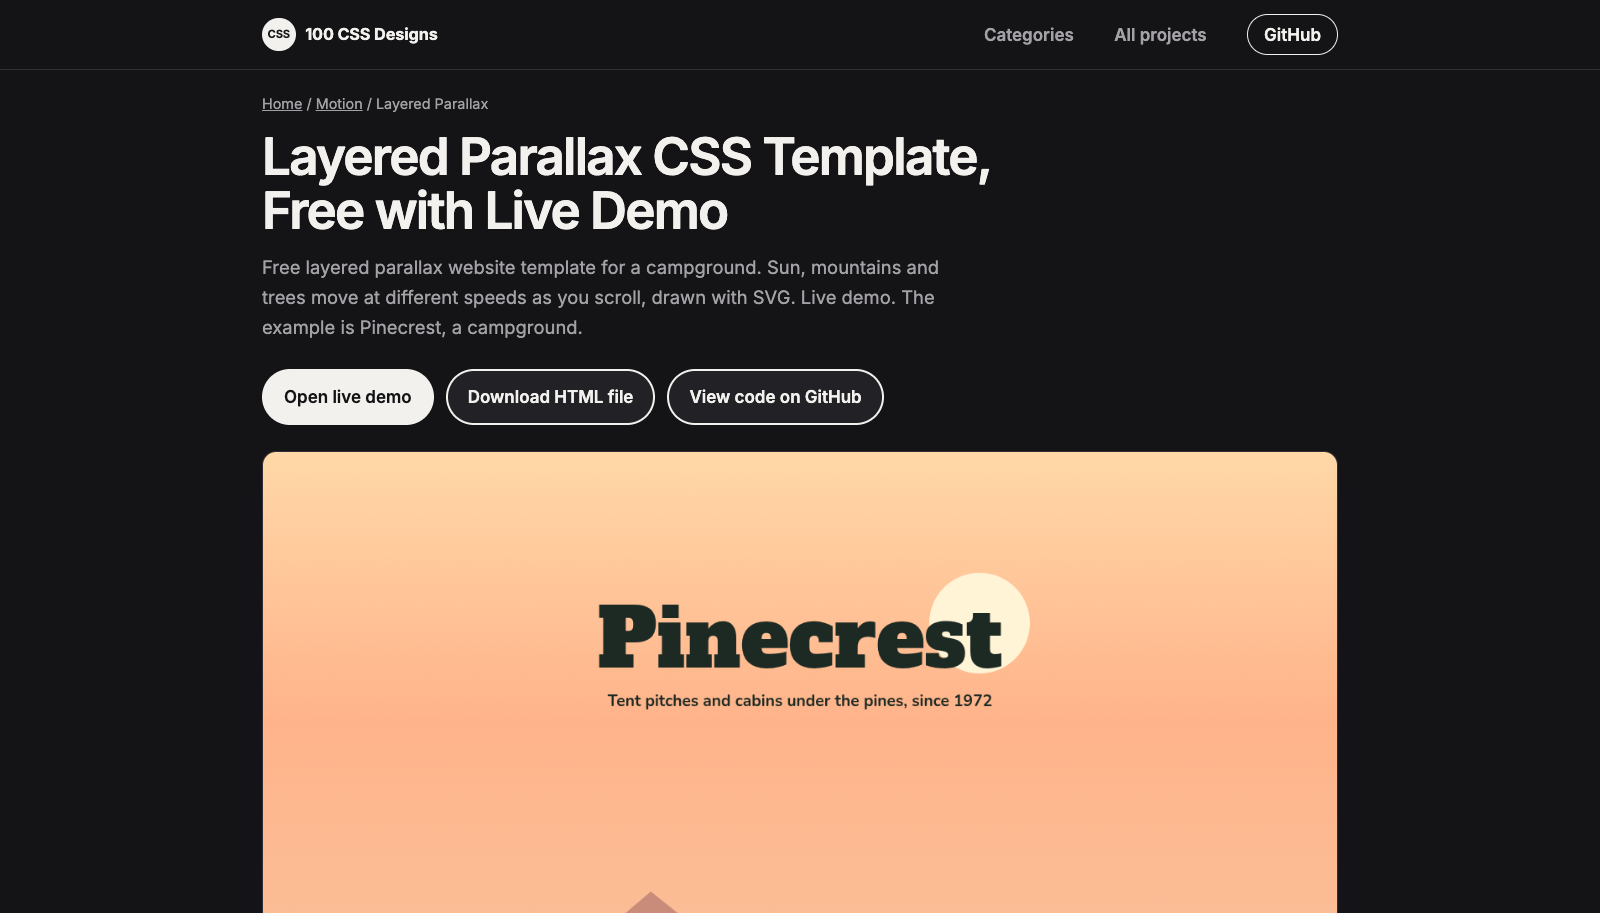 CSS 100 CSS Designs
Categories
All projects
GitHub
Home / Motion / Layered Parallax
Layered Parallax CSS Template,
Free with Live Demo
Free layered parallax website template for a campground. Sun, mountains and
trees move at different speeds as you scroll, drawn with SVG. Live demo. The
example is Pinecrest, a campground.
Open live demo
Download HTML file
View code on GitHub
Pinecrest
Tent pitches and cabins under the pines, since 1972